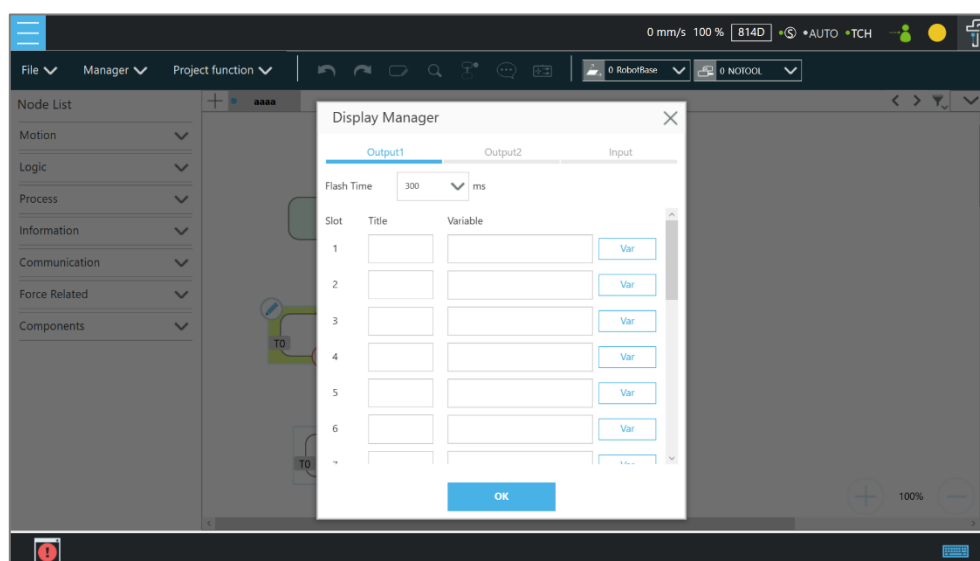 0 mm/s 100 % 814D AUTO TCH
File Manager Project function 0 RobotBase 0 NOTOOL
Node List
aaaa
Motion
Logic
Process
Information
Communication
Force Related
Components
T0
T0
Display Manager
Output1 Output2 Input
Flash Time 300 ms
Slot Title Variable
1 Var
2 Var
3 Var
4 Var
5 Var
6 Var
OK
100%